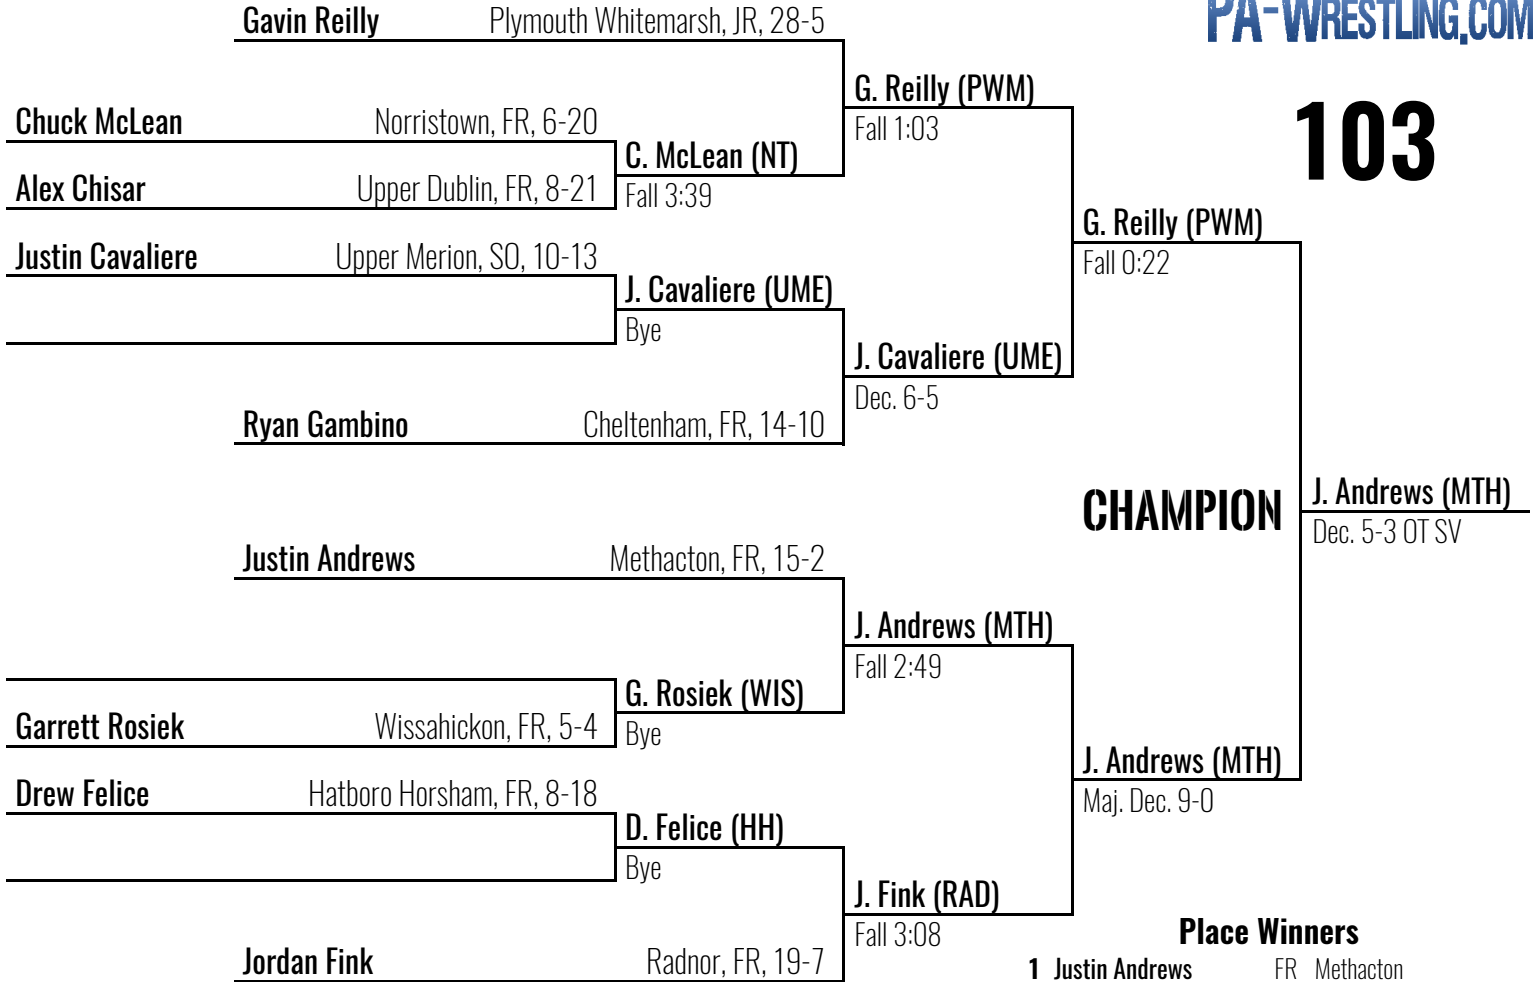 PA-WRESTLING.COM
103
Gavin Reilly Plymouth Whitemarsh, JR, 28-5
G. Reilly (PWM)
Fall 1:03
Chuck McLean Norristown, FR, 6-20
C. McLean (NT)
Fall 3:39
Alex Chisar Upper Dublin, FR, 8-21
G. Reilly (PWM)
Fall 0:22
Justin Cavaliere Upper Merion, SO, 10-13
J. Cavaliere (UME)
Bye
J. Cavaliere (UME)
Dec. 6-5
Ryan Gambino Cheltenham, FR, 14-10
CHAMPION
J. Andrews (MTH)
Dec. 5-3 OT SV
Justin Andrews Methacton, FR, 15-2
J. Andrews (MTH)
Fall 2:49
G. Rosiek (WIS)
Bye
Garrett Rosiek Wissahickon, FR, 5-4
J. Andrews (MTH)
Maj. Dec. 9-0
Drew Felice Hatboro Horsham, FR, 8-18
D. Felice (HH)
Bye
J. Fink (RAD)
Fall 3:08
Jordan Fink Radnor, FR, 19-7
Place Winners
1 Justin Andrews FR Methacton